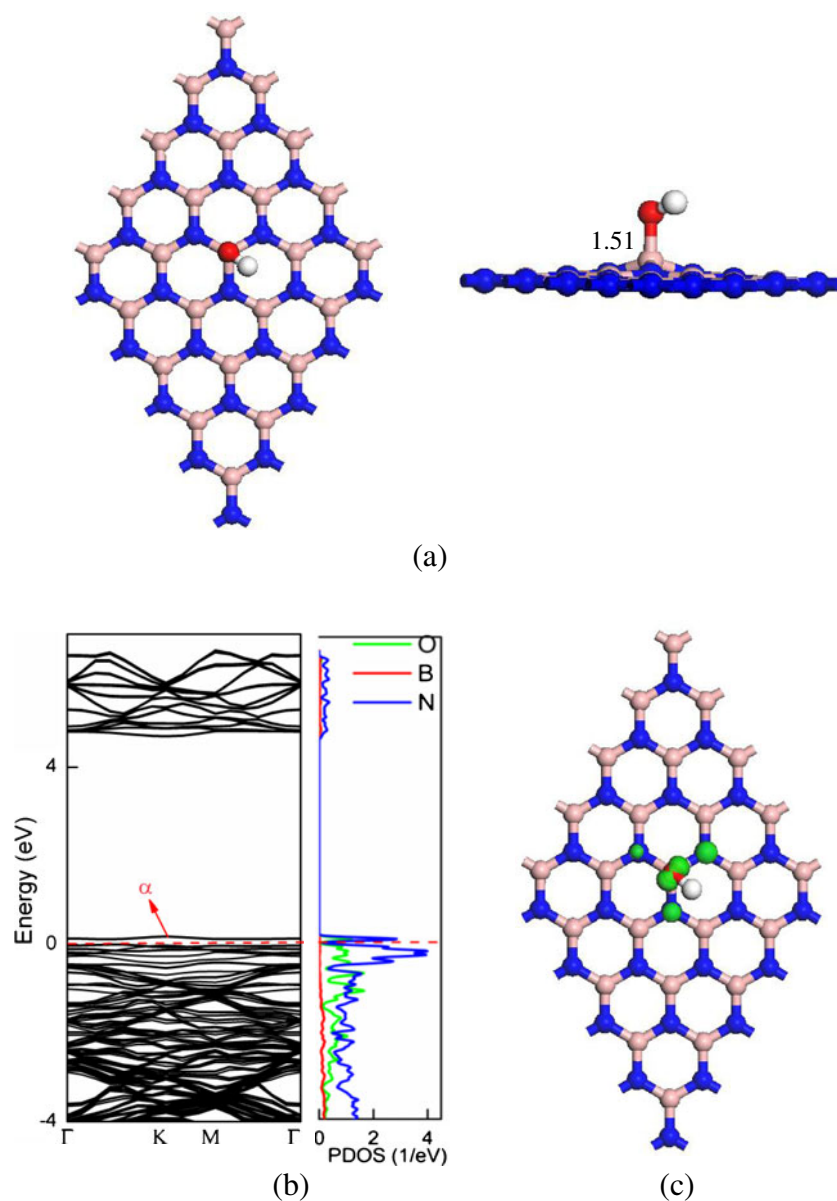 1.51
(a)
O
B
N
4
α
0
-4
Energy (eV)
Γ K M Γ
0 2 4
PDOS (1/eV)
(b)
(c)